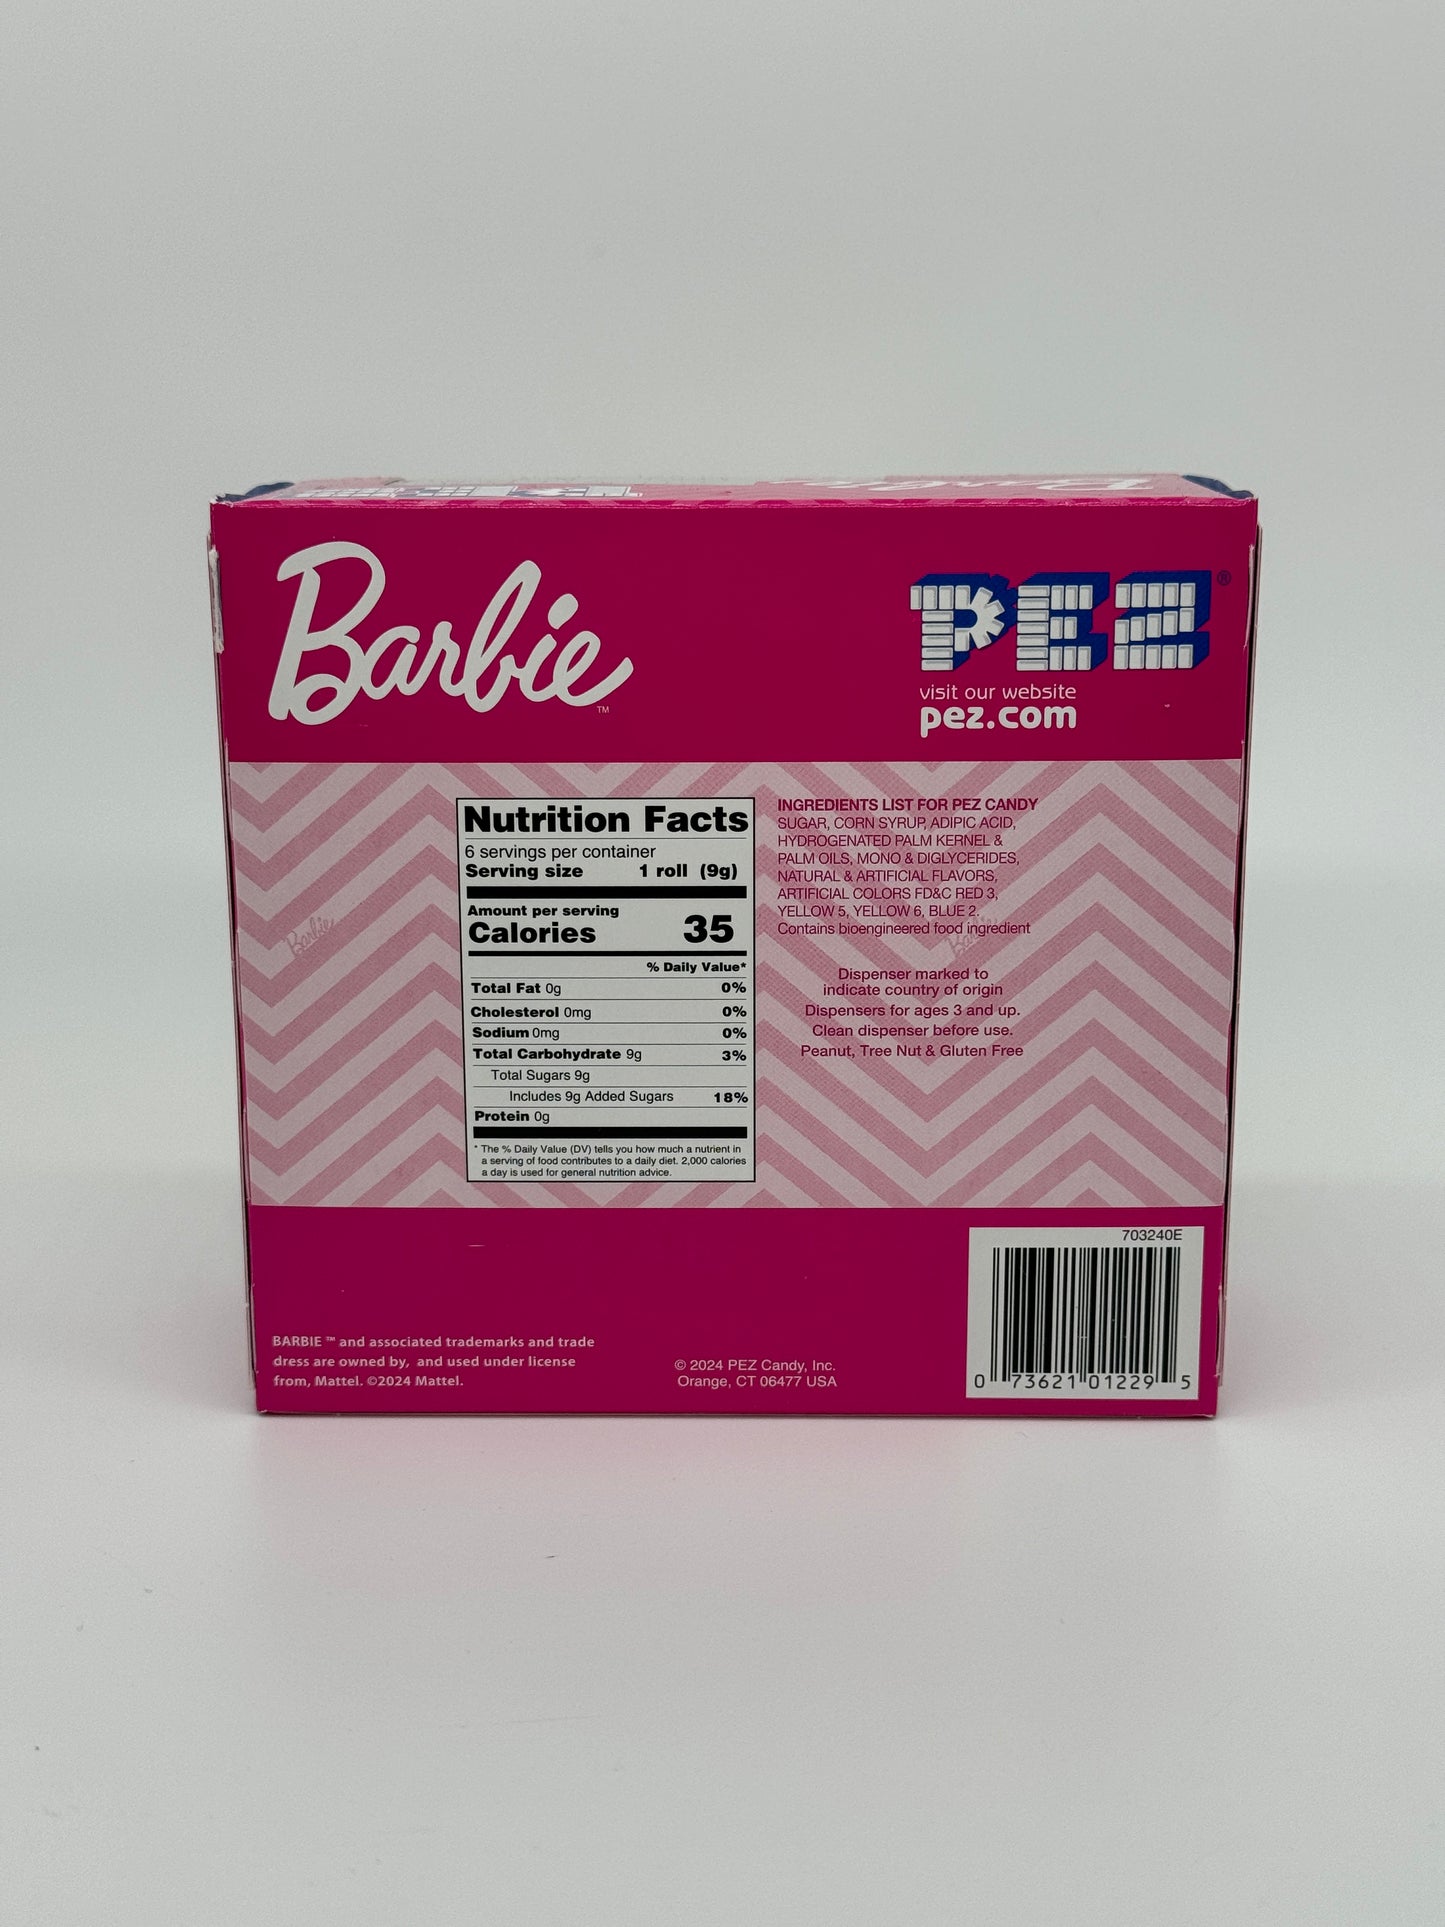 Barbie
™
PEZ®
visit our website
pez.com
Nutrition Facts
6 servings per container
Serving size 1 roll (9g)
Amount per serving
Calories 35
% Daily Value*
Total Fat 0g 0%
Cholesterol 0mg 0%
Sodium 0mg 0%
Total Carbohydrate 9g 3%
Total Sugars 9g
Includes 9g Added Sugars 18%
Protein 0g
* The % Daily Value (DV) tells you how much a nutrient in
a serving of food contributes to a daily diet. 2,000 calories
a day is used for general nutrition advice.
INGREDIENTS LIST FOR PEZ CANDY
SUGAR, CORN SYRUP, ADIPIC ACID,
HYDROGENATED PALM KERNEL &
PALM OILS, MONO & DIGLYCERIDES,
NATURAL & ARTIFICIAL FLAVORS,
ARTIFICIAL COLORS FD&C RED 3,
YELLOW 5, YELLOW 6, BLUE 2.
Contains bioengineered food ingredient
Dispenser marked to
indicate country of origin
Dispensers for ages 3 and up.
Clean dispenser before use.
Peanut, Tree Nut & Gluten Free
Barbie
BARBIE ™ and associated trademarks and trade
dress are owned by, and used under license
from, Mattel. ©2024 Mattel.
© 2024 PEZ Candy, Inc.
Orange, CT 06477 USA
703240E
0 73621 01229 5